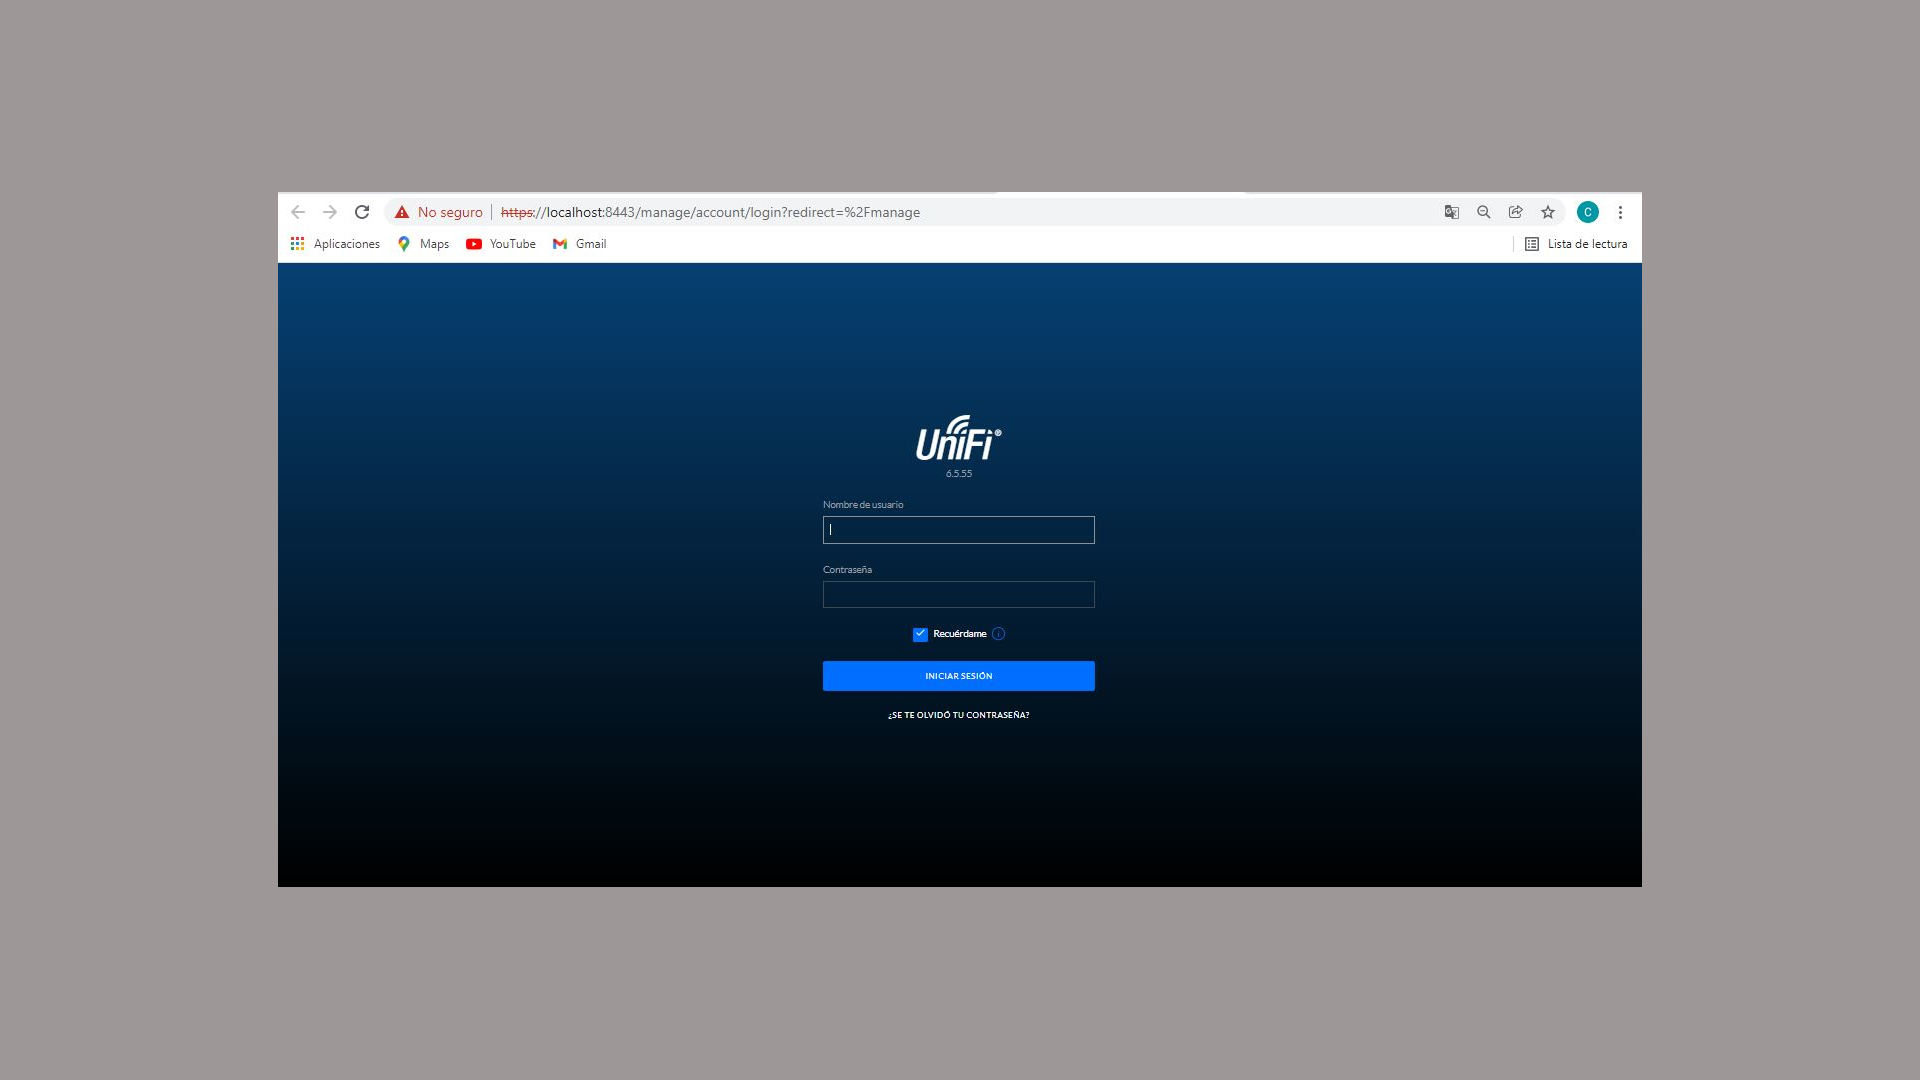 No seguro | https://localhost:8443/manage/account/login?redirect=%2Fmanage
C
Aplicaciones Maps YouTube Gmail Lista de lectura
UniFi®
6.5.55
Nombre de usuario
Contraseña
Recuérdame
INICIAR SESIÓN
¿SE TE OLVIDÓ TU CONTRASEÑA?